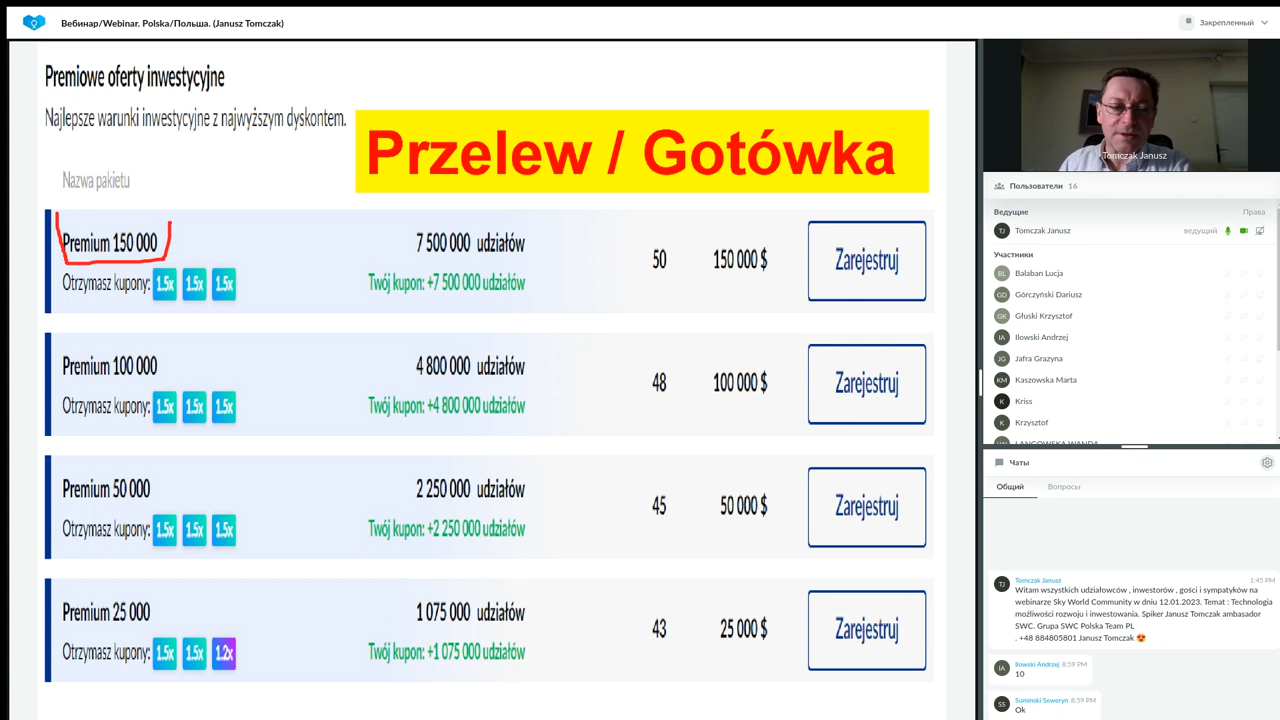 Вебинар/Webinar. Polska/Польша. (Janusz Tomczak)
Закрепленный
Premiowe oferty inwestycyjne
Najlepsze warunki inwestycyjne z najwyższym dyskontem.
Przelew / Gotówka
Nazwa pakietu
Premium 150 000
7 500 000 udziałów
50
150 000 $
Zarejestruj
Otrzymasz kupony: 1.5x 1.5x 1.5x
Twój kupon: +7 500 000 udziałów
Premium 100 000
4 800 000 udziałów
48
100 000 $
Zarejestruj
Otrzymasz kupony: 1.5x 1.5x 1.5x
Twój kupon: +4 800 000 udziałów
Premium 50 000
2 250 000 udziałów
45
50 000 $
Zarejestruj
Otrzymasz kupony: 1.5x 1.5x 1.5x
Twój kupon: +2 250 000 udziałów
Premium 25 000
1 075 000 udziałów
43
25 000 $
Zarejestruj
Otrzymasz kupony: 1.5x 1.5x 1.2x
Twój kupon: +1 075 000 udziałów
Tomczak Janusz
Пользователи 16
Ведущие Права
TJ Tomczak Janusz ведущий
Участники
BL Balaban Lucja
GD Górczyński Dariusz
GK Głuski Krzysztof
IA Ilowski Andrzej
JG Jafra Grazyna
KM Kaszowska Marta
K Kriss
K Krzysztof
LANGOWSKA WANDA
Чаты
Общий Вопросы
TJ Tomczak Janusz 1:45 PM
Witam wszystkich udziałowców , inwestorów , gości i sympatyków na
webinarze Sky World Community w dniu 12.01.2023. Temat : Technologia
możliwości rozwoju i inwestowania. Spiker Janusz Tomczak ambasador
SWC. Grupa SWC Polska Team PL
. +48 884805801 Janusz Tomczak 😍
IA Ilowski Andrzej 8:59 PM
10
SS Suminski Seweryn 8:59 PM
Ok